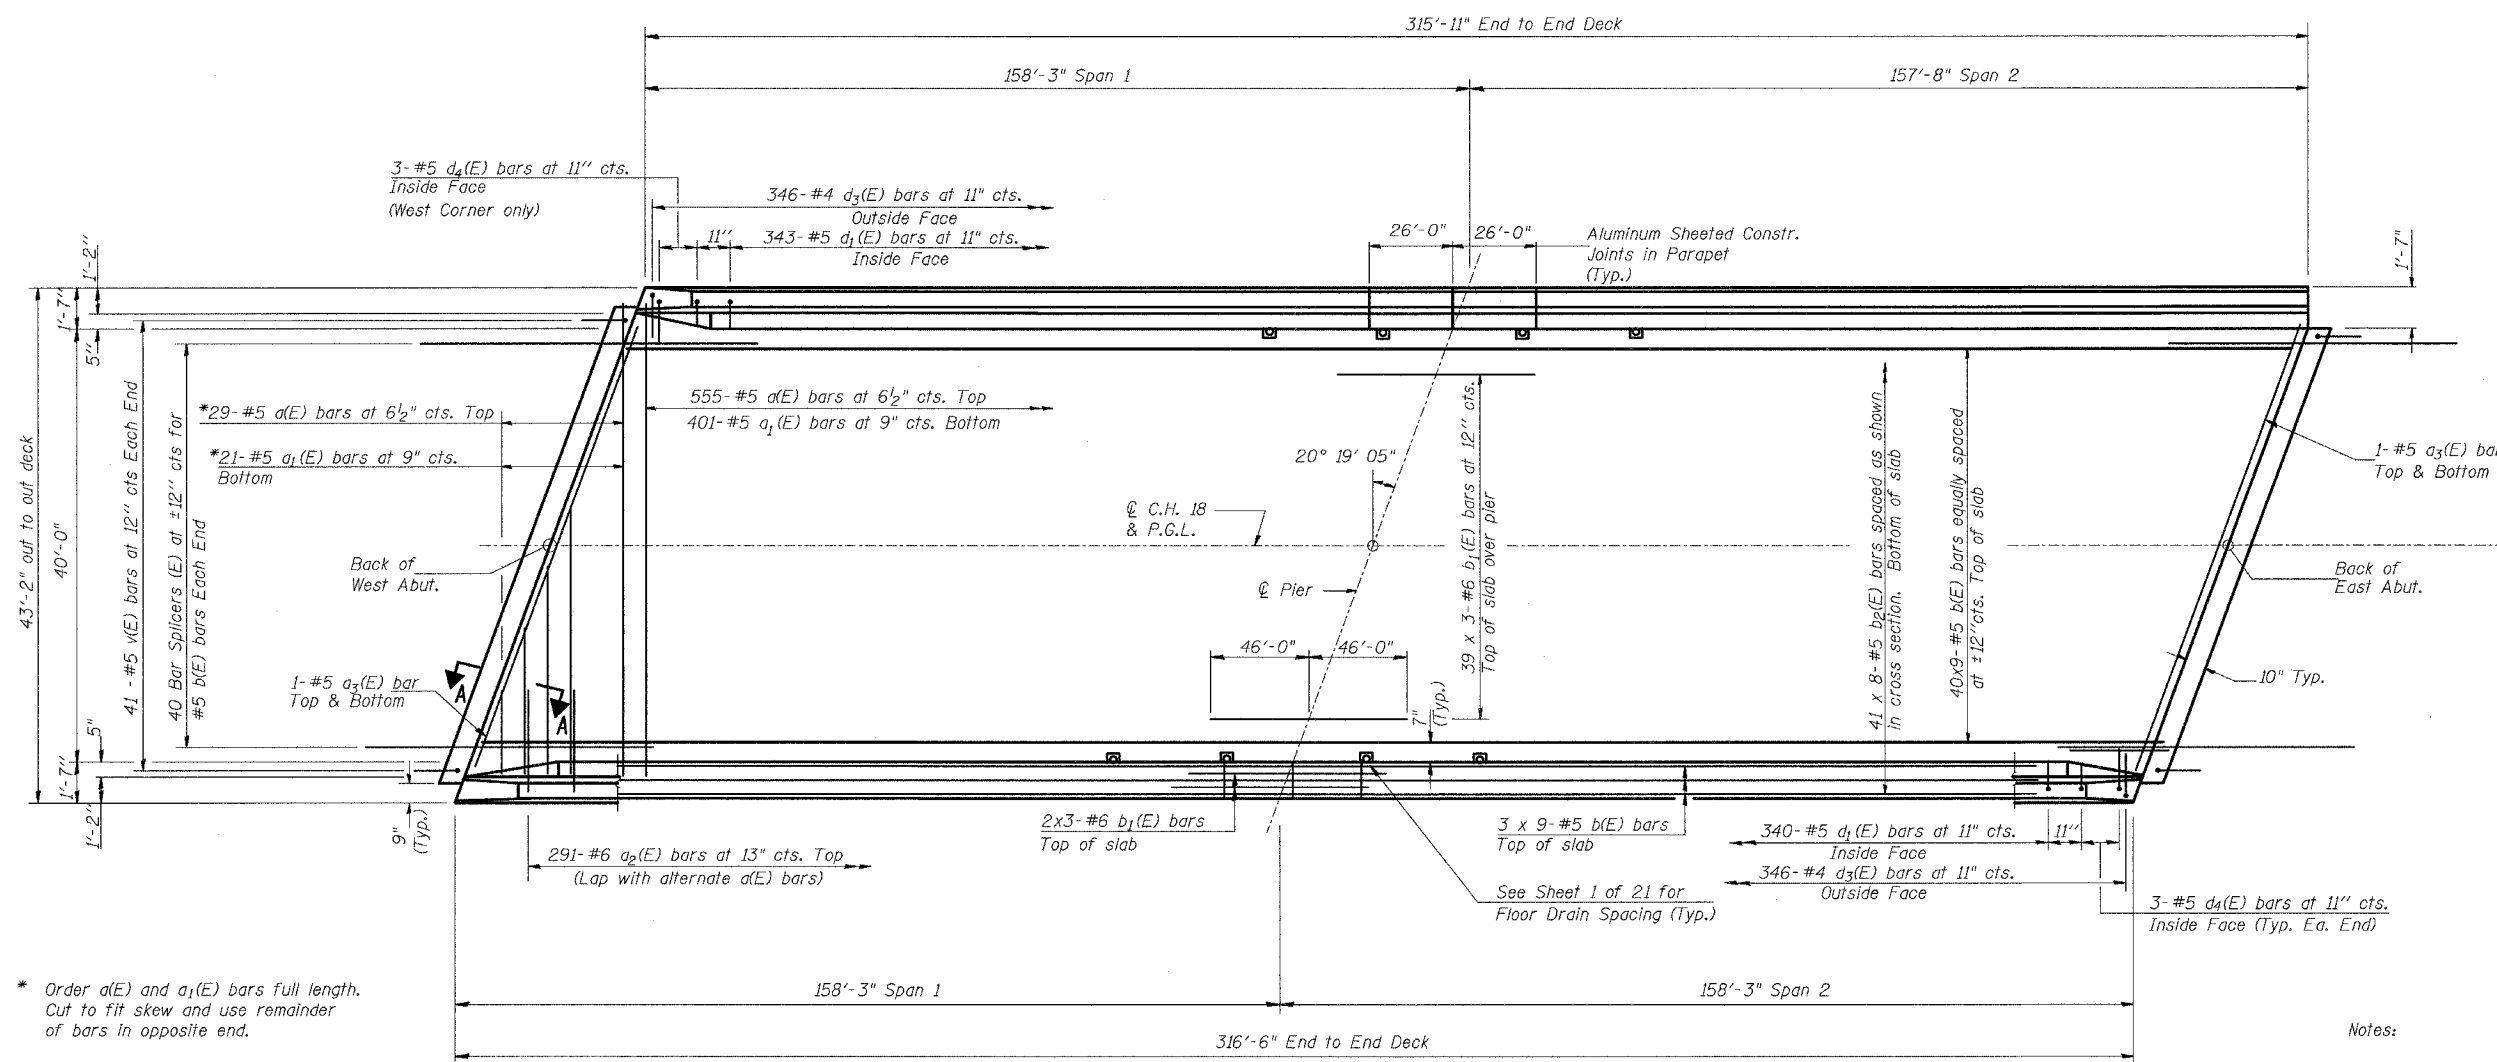 315'-11" End to End Deck
158'-3" Span 1
157'-8" Span 2
3-#5 d4(E) bars at 11" cts.
Inside Face
(West Corner only)
346-#4 d3(E) bars at 11" cts.
Outside Face
11"
343-#5 d1(E) bars at 11" cts.
Inside Face
26'-0"
26'-0"
Aluminum Sheeted Constr.
Joints in Parapet
(Typ.)
1'-7"
1'-2"
1'-7"
5"
43'-2" out to out deck
40'-0"
41 -#5 v(E) bars at 12" cts Each End
40 Bar Splicers (E) at ±12" cts for
#5 b(E) bars Each End
*29-#5 a(E) bars at 6½" cts. Top
*21-#5 a1(E) bars at 9" cts.
Bottom
555-#5 a(E) bars at 6½" cts. Top
401-#5 a1(E) bars at 9" cts. Bottom
20° 19' 05"
39 x 3-#6 b1(E) bars at 12" cts.
Top of slab over pier
41 x 8-#5 b2(E) bars spaced as shown
in cross section. Bottom of slab
40x9-#5 b(E) bars equally spaced
at ±12"cts. Top of slab
1-#5 a3(E) bar
Top & Bottom
℄ C.H. 18
& P.G.L.
Back of
West Abut.
℄ Pier
Back of
East Abut.
46'-0"
46'-0"
1-#5 a3(E) bar
Top & Bottom
A
A
7"
(Typ.)
10" Typ.
5"
1'-7"
1'-2"
9"
(Typ.)
2x3-#6 b1(E) bars
Top of slab
3 x 9-#5 b(E) bars
Top of slab
340-#5 d1(E) bars at 11" cts.
11"
Inside Face
346-#4 d3(E) bars at 11" cts.
Outside Face
291-#6 a2(E) bars at 13" cts. Top
(Lap with alternate a(E) bars)
See Sheet 1 of 21 for
Floor Drain Spacing (Typ.)
3-#5 d4(E) bars at 11" cts.
Inside Face (Typ. Ea. End)
* Order a(E) and a1(E) bars full length.
Cut to fit skew and use remainder
of bars in opposite end.
158'-3" Span 1
158'-3" Span 2
316'-6" End to End Deck
Notes: